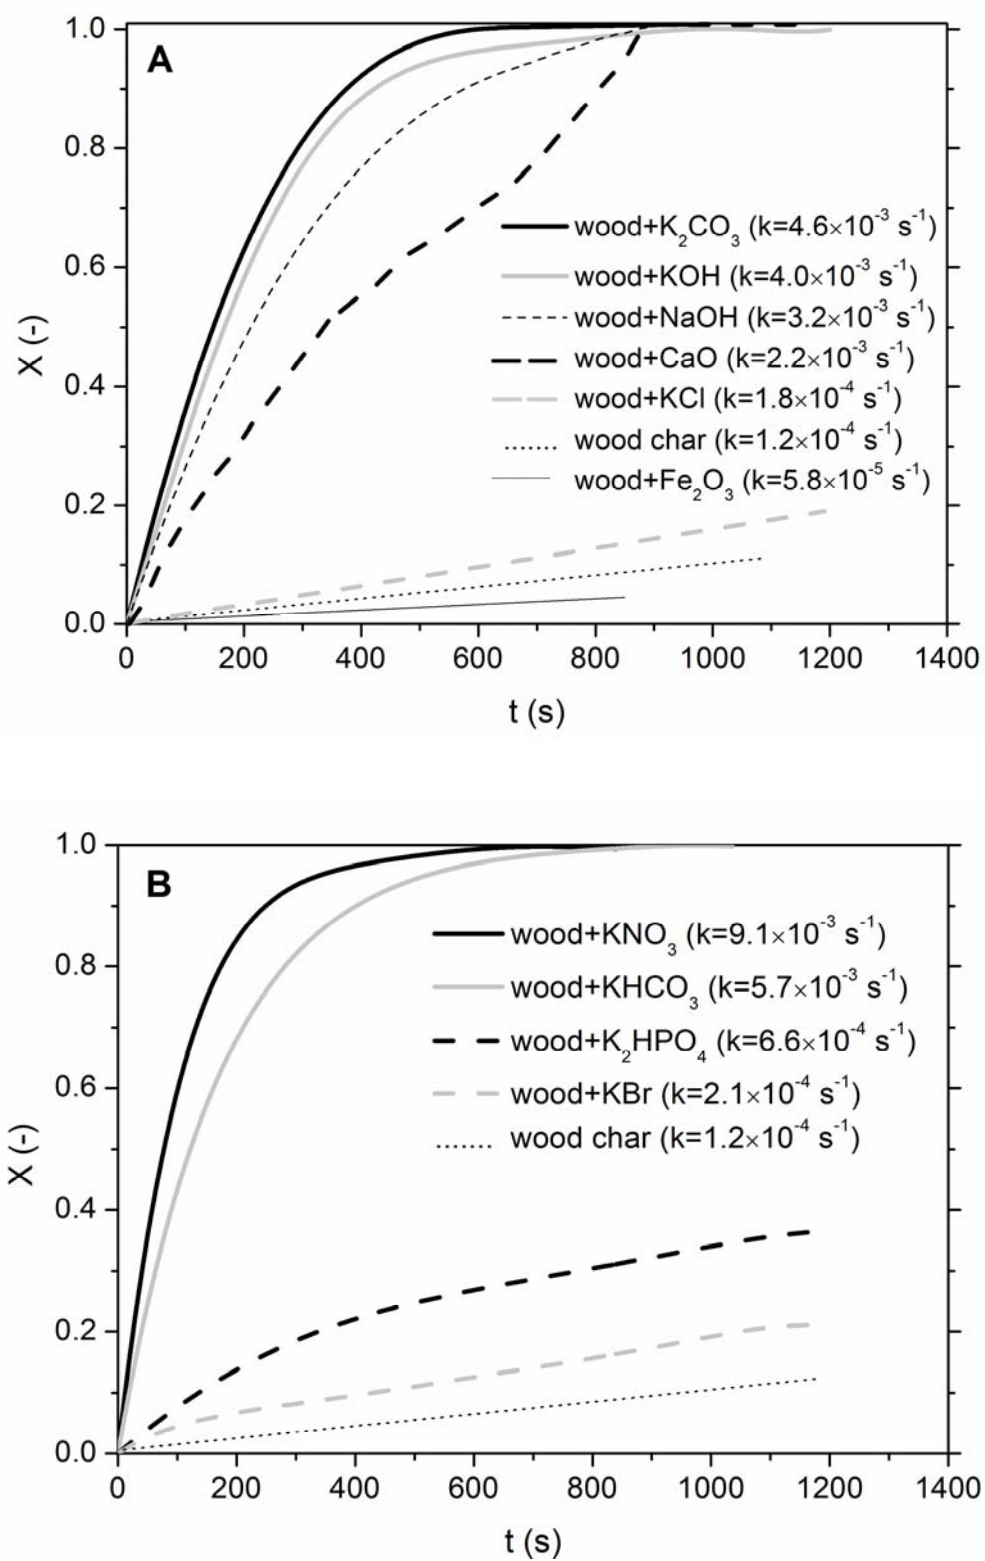 A
1.0
0.8
0.6
0.4
0.2
0.0
X (-)
wood+K₂CO₃ (k=4.6×10⁻³ s⁻¹)
wood+KOH (k=4.0×10⁻³ s⁻¹)
wood+NaOH (k=3.2×10⁻³ s⁻¹)
wood+CaO (k=2.2×10⁻³ s⁻¹)
wood+KCl (k=1.8×10⁻⁴ s⁻¹)
wood char (k=1.2×10⁻⁴ s⁻¹)
wood+Fe₂O₃ (k=5.8×10⁻⁵ s⁻¹)
0 200 400 600 800 1000 1200 1400
t (s)
B
1.0
0.8
0.6
0.4
0.2
0.0
X (-)
wood+KNO₃ (k=9.1×10⁻³ s⁻¹)
wood+KHCO₃ (k=5.7×10⁻³ s⁻¹)
wood+K₂HPO₄ (k=6.6×10⁻⁴ s⁻¹)
wood+KBr (k=2.1×10⁻⁴ s⁻¹)
wood char (k=1.2×10⁻⁴ s⁻¹)
0 200 400 600 800 1000 1200 1400
t (s)